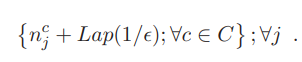 {n_j^c + Lap(1/ϵ); ∀c ∈ C} ; ∀j .